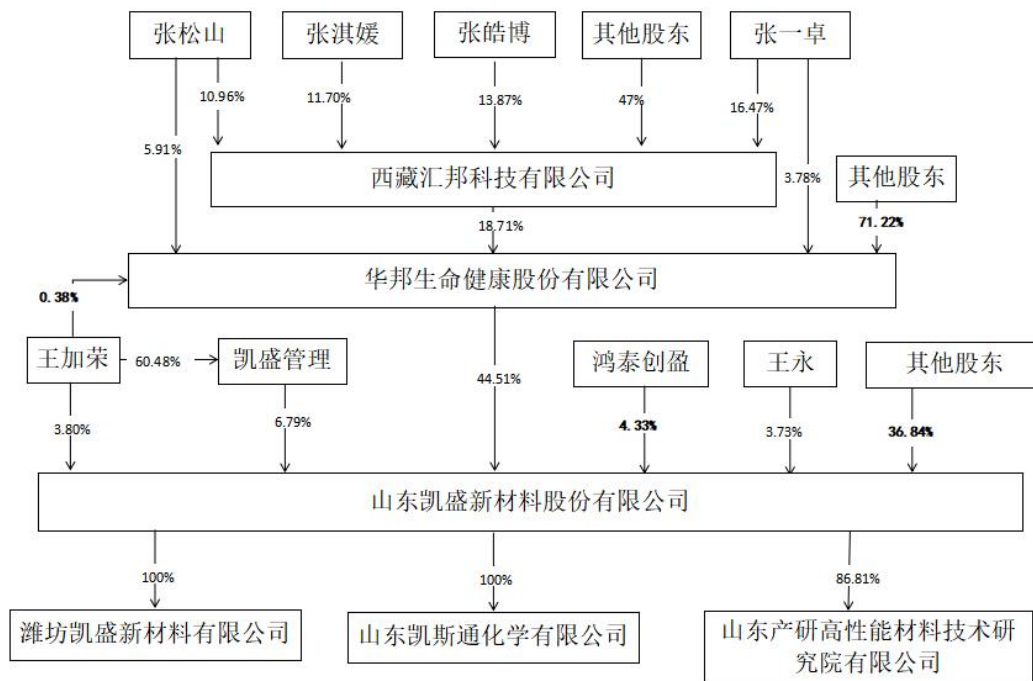 张松山
张淇媛
张皓博
其他股东
张一卓
10.96%
11.70%
13.87%
47%
16.47%
5.91%
西藏汇邦科技有限公司
3.78%
其他股东
18.71%
71.22%
华邦生命健康股份有限公司
0.38%
王加荣
60.48%
凯盛管理
44.51%
鸿泰创盈
王永
其他股东
3.80%
6.79%
4.33%
3.73%
36.84%
山东凯盛新材料股份有限公司
100%
100%
86.81%
潍坊凯盛新材料有限公司
山东凯斯通化学有限公司
山东产研高性能材料技术研
究院有限公司